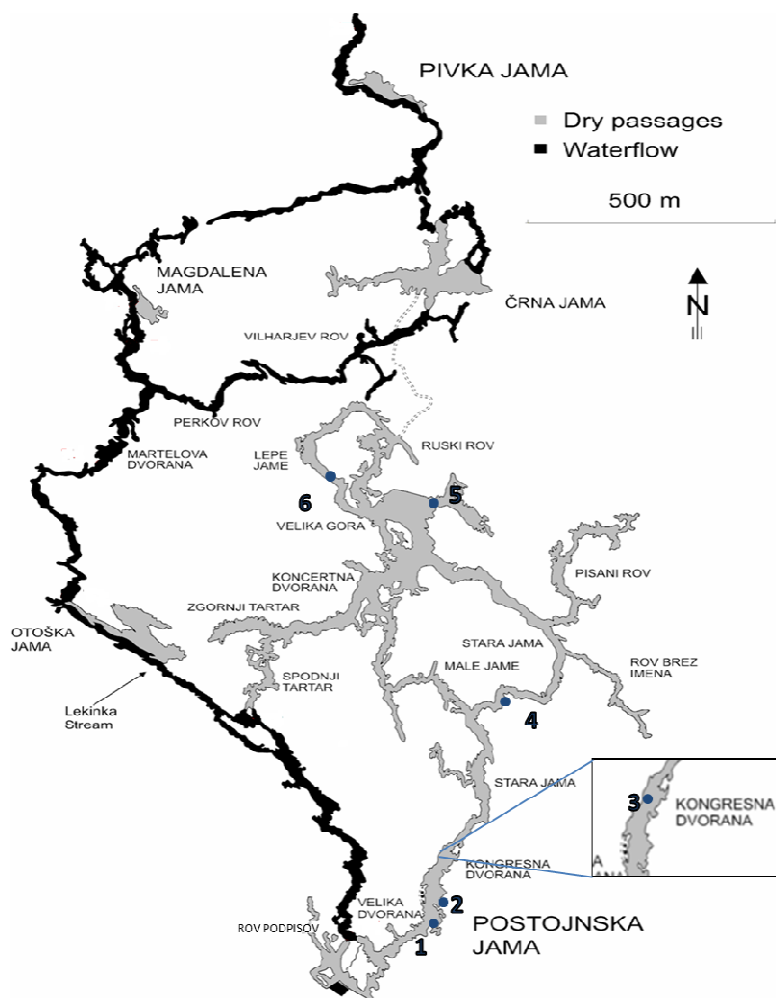 PIVKA JAMA
Dry passages
Waterflow
500 m
N
MAGDALENA
JAMA
ČRNA JAMA
VILHARJEV ROV
PERKOV ROV
MARTELOVA
DVORANA
LEPE
JAME
RUSKI ROV
6
5
VELIKA GORA
KONCERTNA
DVORANA
PISANI ROV
ZGORNJI TARTAR
OTOŠKA
JAMA
STARA JAMA
MALE JAME
ROV BREZ
IMENA
SPODNJI
TARTAR
Lekinka
Stream
4
STARA JAMA
3
KONGRESNA
DVORANA
A
ANA
KONGRESNA
DVORANA
VELIKA
DVORANA
2
ROV PODPISOV
1
POSTOJNSKA
JAMA